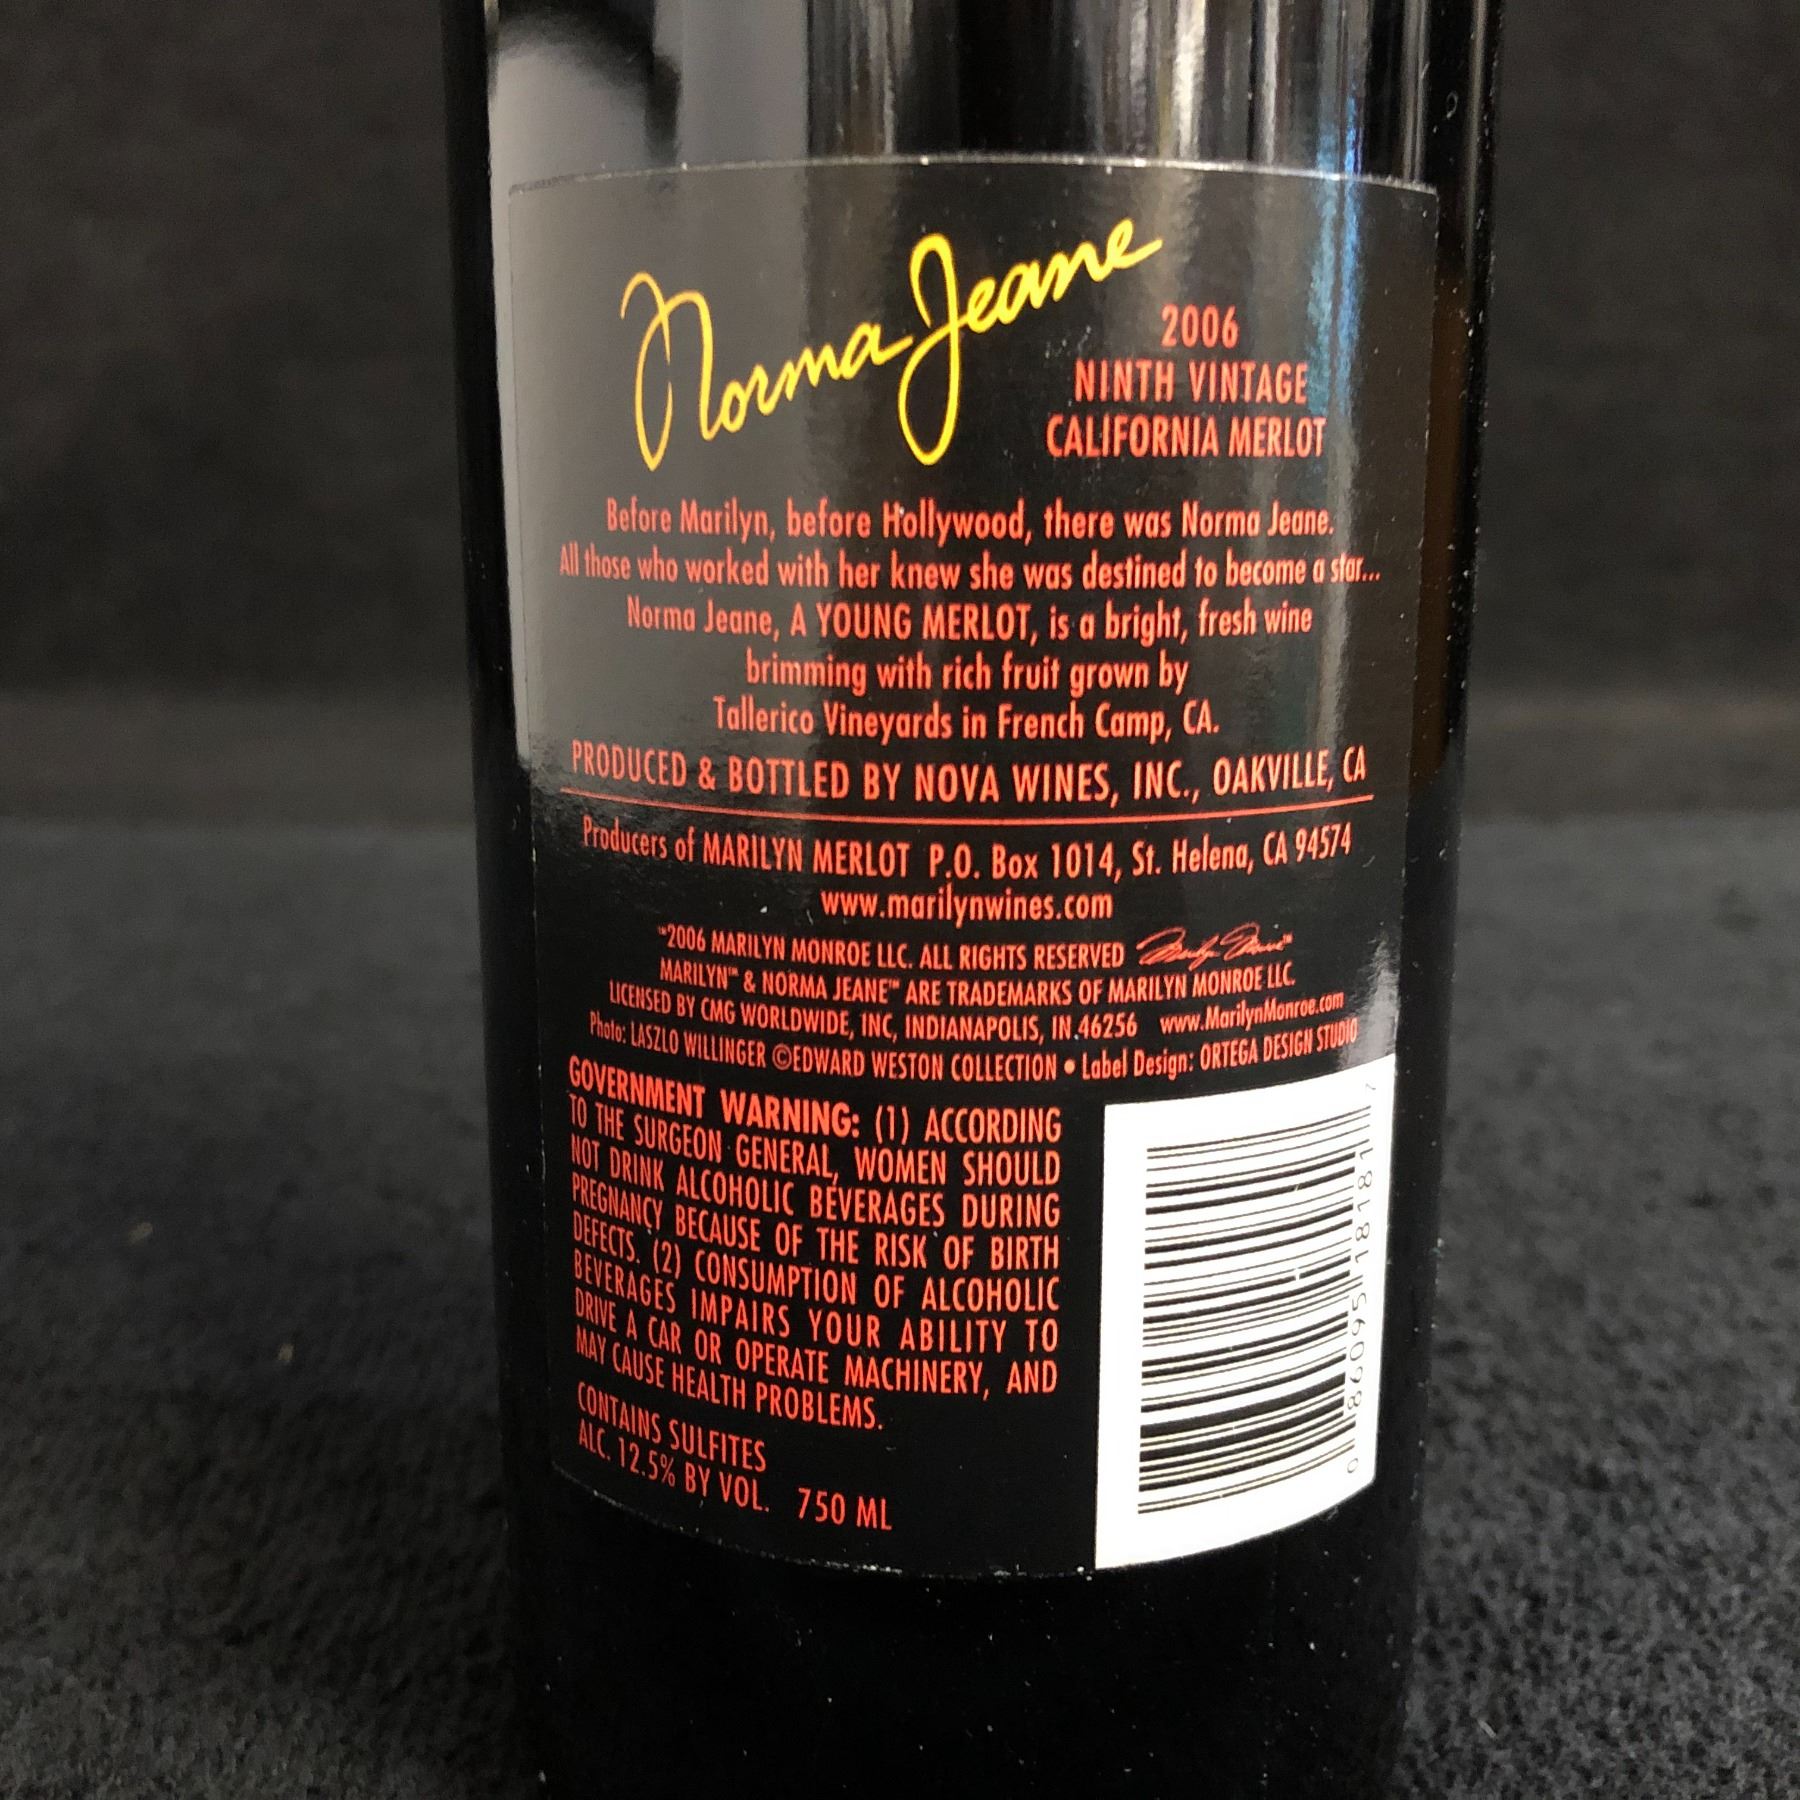 Norma Jeane
2006
NINTH VINTAGE
CALIFORNIA MERLOT
Before Marilyn, before Hollywood, there was Norma Jeane.
All those who worked with her knew she was destined to become a star...
Norma Jeane, A YOUNG MERLOT, is a bright, fresh wine
brimming with rich fruit grown by
Tallerico Vineyards in French Camp, CA.
PRODUCED & BOTTLED BY NOVA WINES, INC., OAKVILLE, CA
Producers of MARILYN MERLOT P.O. Box 1014, St. Helena, CA 94574
www.marilynwines.com
™2006 MARILYN MONROE LLC. ALL RIGHTS RESERVED Marilyn Monroe™
MARILYN™ & NORMA JEANE™ ARE TRADEMARKS OF MARILYN MONROE LLC.
LICENSED BY CMG WORLDWIDE, INC, INDIANAPOLIS, IN.46256 www.MarilynMonroe.com
Photo: LASZLO WILLINGER ©EDWARD WESTON COLLECTION • Label Design: ORTEGA DESIGN STUDIO
GOVERNMENT WARNING: (1) ACCORDING
TO THE SURGEON GENERAL, WOMEN SHOULD
NOT DRINK ALCOHOLIC BEVERAGES DURING
PREGNANCY BECAUSE OF THE RISK OF BIRTH
DEFECTS. (2) CONSUMPTION OF ALCOHOLIC
BEVERAGES IMPAIRS YOUR ABILITY TO
DRIVE A CAR OR OPERATE MACHINERY, AND
MAY CAUSE HEALTH PROBLEMS.
CONTAINS SULFITES
ALC. 12.5% BY VOL. 750 ML
0 86095 18181 7